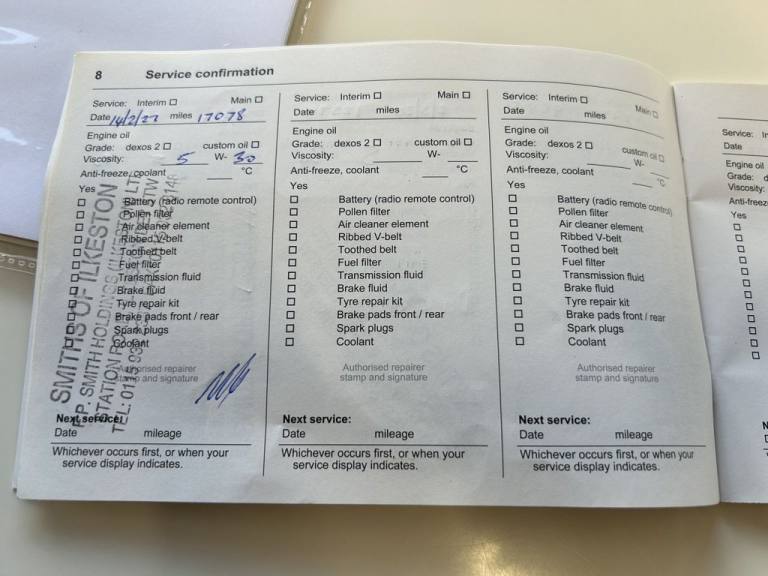 8 Service confirmation
Service: Interim ☐ Main ☐
Date 14/2/22 miles 17078
Engine oil
Grade: dexos 2 ☐ custom oil ☐
Viscosity: 5 W- 30
Anti-freeze, coolant °C
Yes
☐ Battery (radio remote control)
☐ Pollen filter
☐ Air cleaner element
☐ Ribbed V-belt
☐ Toothed belt
☐ Fuel filter
☐ Transmission fluid
☐ Brake fluid
☐ Tyre repair kit
☐ Brake pads front / rear
☐ Spark plugs
☐ Coolant
Authorised repairer
stamp and signature
SMITHS OF ILKESTON
P.P. SMITH HOLDINGS
STATION
TEL: 0115
Next service:
Date mileage
Whichever occurs first, or when your
service display indicates.
Service: Interim ☐ Main ☐
Date miles
Engine oil
Grade: dexos 2 ☐ custom oil ☐
Viscosity: W-
Anti-freeze, coolant °C
Yes
☐ Battery (radio remote control)
☐ Pollen filter
☐ Air cleaner element
☐ Ribbed V-belt
☐ Toothed belt
☐ Fuel filter
☐ Transmission fluid
☐ Brake fluid
☐ Tyre repair kit
☐ Brake pads front / rear
☐ Spark plugs
☐ Coolant
Authorised repairer
stamp and signature
Next service:
Date mileage
Whichever occurs first, or when your
service display indicates.
Service: Interim ☐ Main ☐
Date miles
Engine oil
Grade: dexos 2 ☐ custom oil ☐
Viscosity: W-
Anti-freeze, coolant °C
Yes
☐ Battery (radio remote control)
☐ Pollen filter
☐ Air cleaner element
☐ Ribbed V-belt
☐ Toothed belt
☐ Fuel filter
☐ Transmission fluid
☐ Brake fluid
☐ Tyre repair kit
☐ Brake pads front / rear
☐ Spark plugs
☐ Coolant
Authorised repairer
stamp and signature
Next service:
Date mileage
Whichever occurs first, or when your
service display indicates.
Service:
Date
Engine oil
Grade:
Viscosity:
Yes